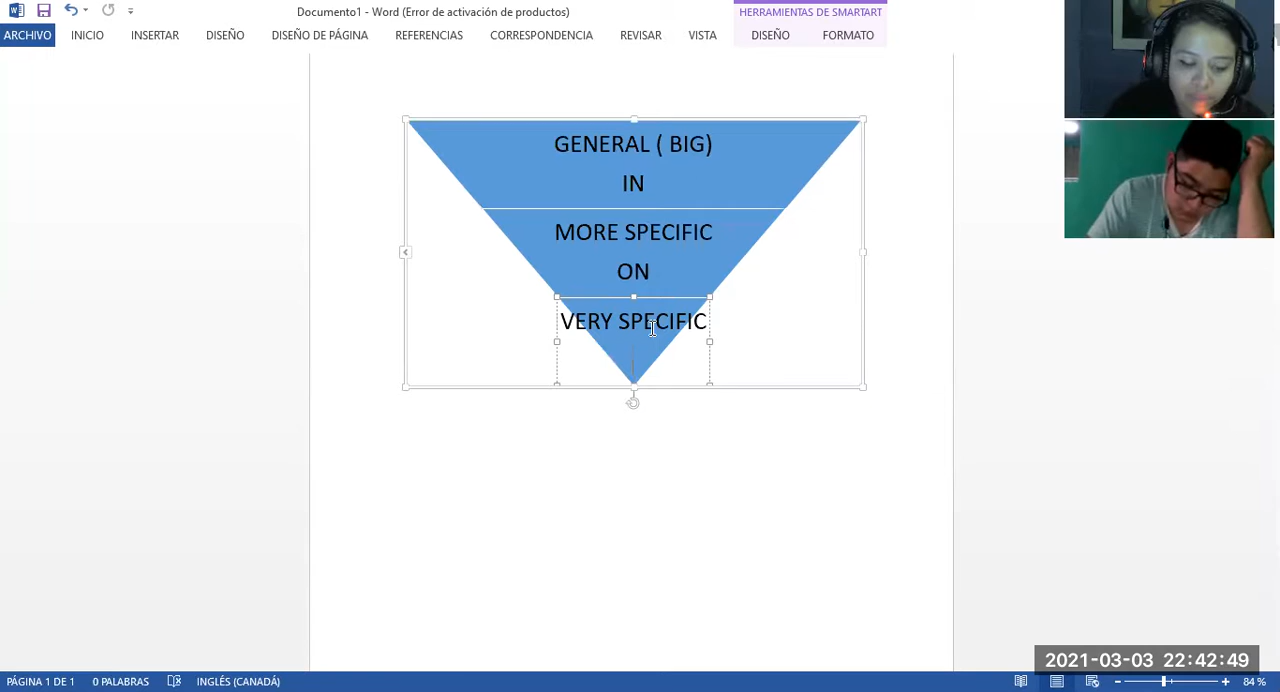 Documento1 - Word (Error de activación de productos)
HERRAMIENTAS DE SMARTART
ARCHIVO INICIO INSERTAR DISEÑO DISEÑO DE PÁGINA REFERENCIAS CORRESPONDENCIA REVISAR VISTA DISEÑO FORMATO
GENERAL ( BIG)
IN
MORE SPECIFIC
ON
VERY SPECIFIC
2021-03-03 22:42:49
PÁGINA 1 DE 1 0 PALABRAS INGLÉS (CANADÁ) 84 %